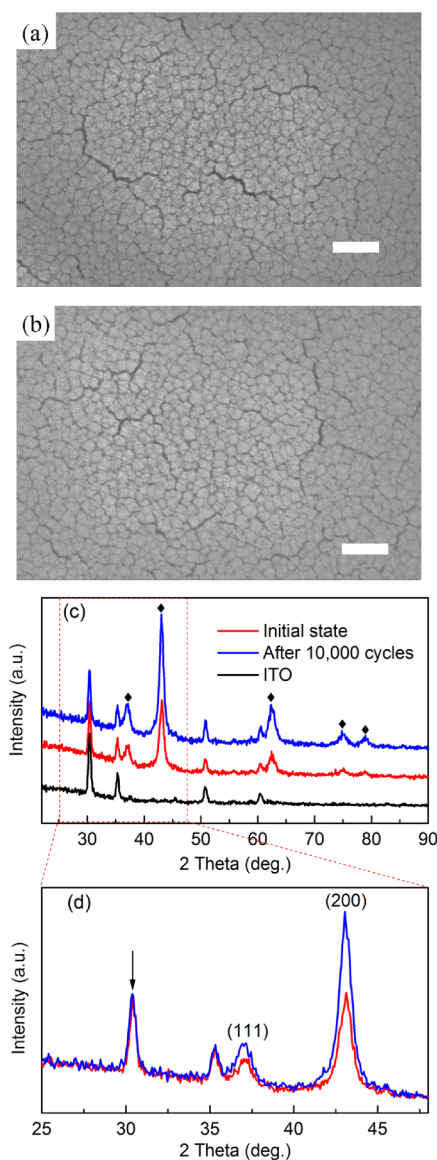 (a)
(b)
(c)
Initial state
After 10,000 cycles
ITO
Intensity (a.u.)
30 40 50 60 70 80 90
2 Theta (deg.)
(d)
(200)
(111)
Intensity (a.u.)
25 30 35 40 45
2 Theta (deg.)